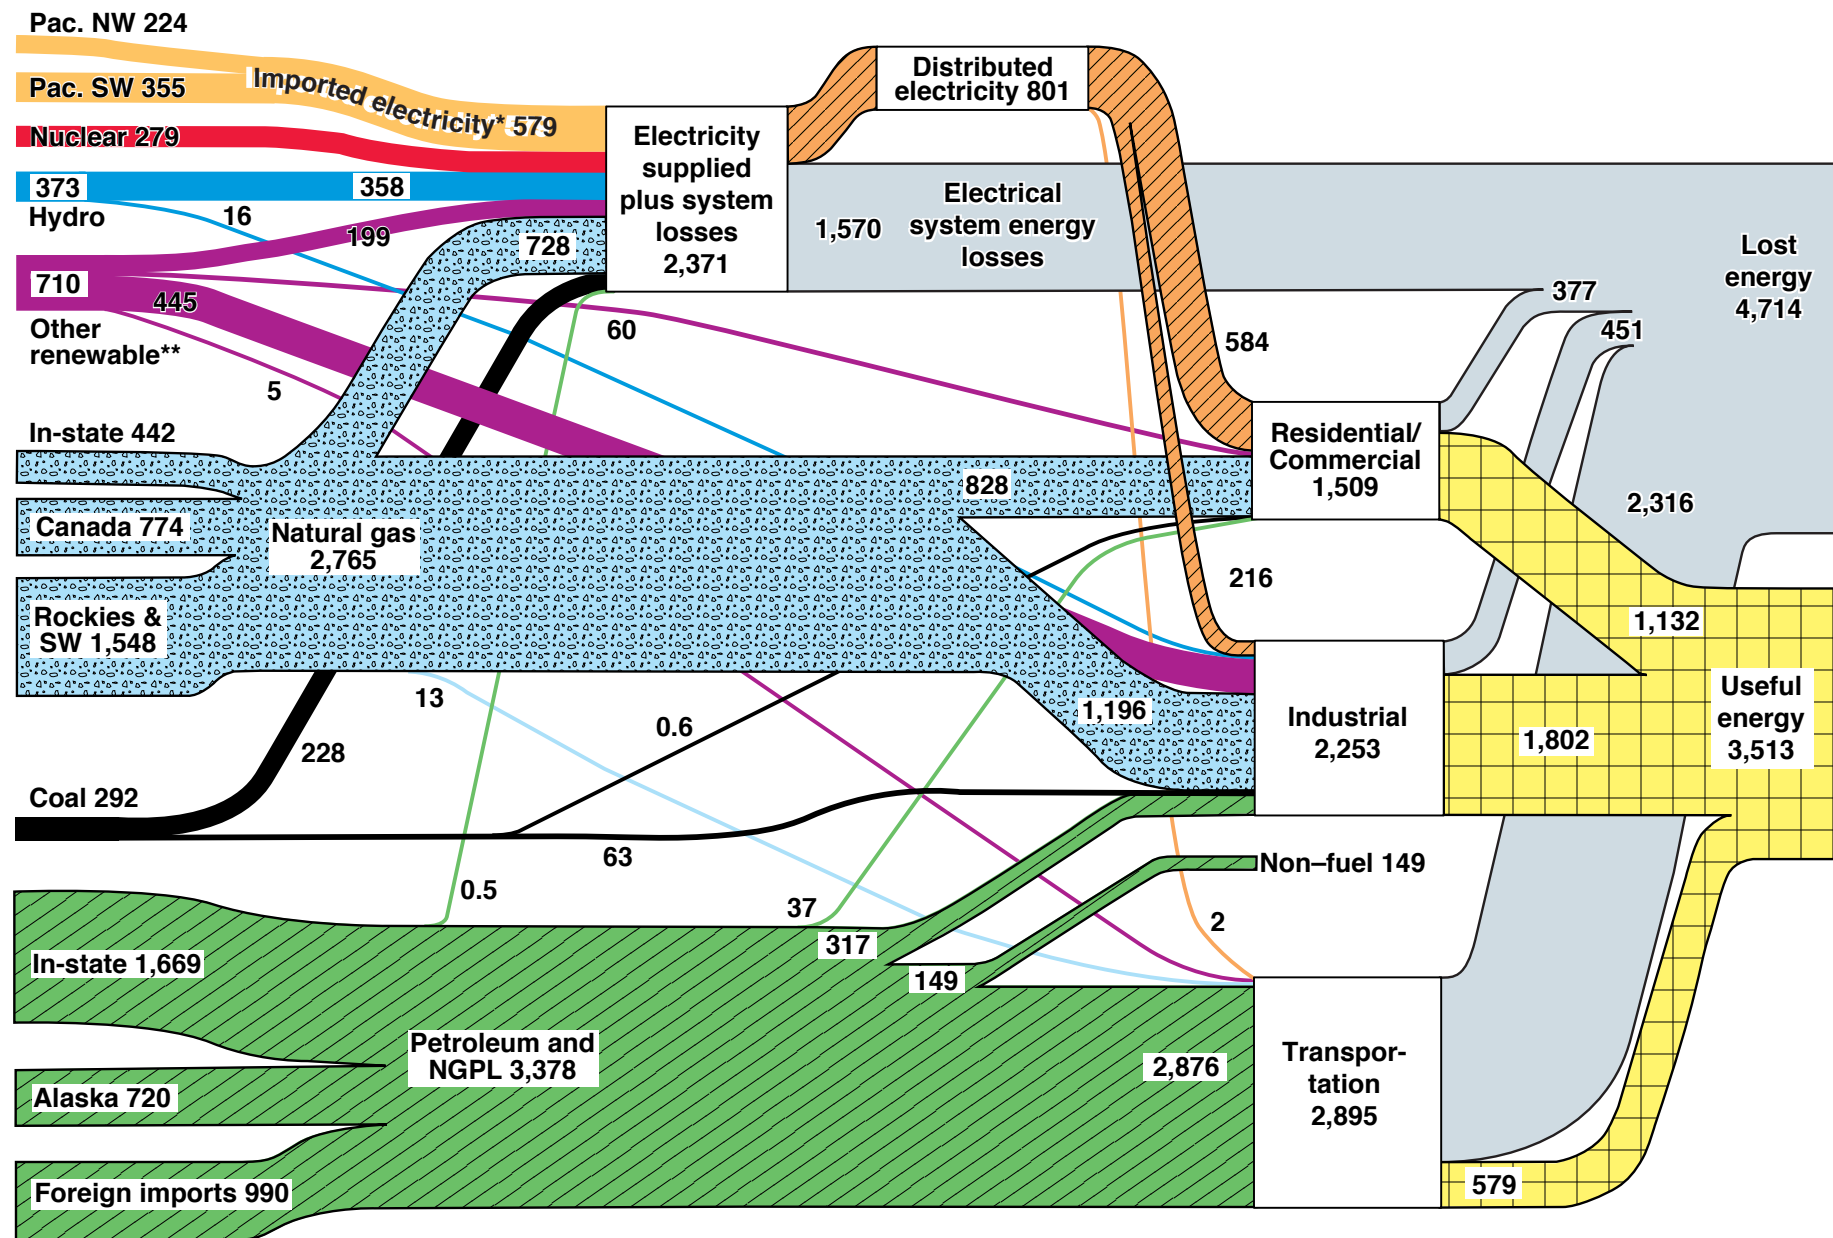 Pac. NW 224
Pac. SW 355
Imported electricity* 579
Nuclear 279
373
Hydro
358
16
199
710
445
Other
renewable**
5
60
728
Electricity
supplied
plus system
losses
2,371
Distributed
electricity 801
1,570
Electrical
system energy
losses
Lost
energy
4,714
377
451
584
In-state 442
Canada 774
Rockies &
SW 1,548
Natural gas
2,765
828
Residential/
Commercial
1,509
2,316
216
1,132
13
0.6
228
1,196
Industrial
2,253
1,802
Useful
energy
3,513
Coal 292
63
0.5
37
317
149
Non–fuel 149
2
In-state 1,669
Petroleum and
NGPL 3,378
Alaska 720
Foreign imports 990
2,876
Transpor-
tation
2,895
579